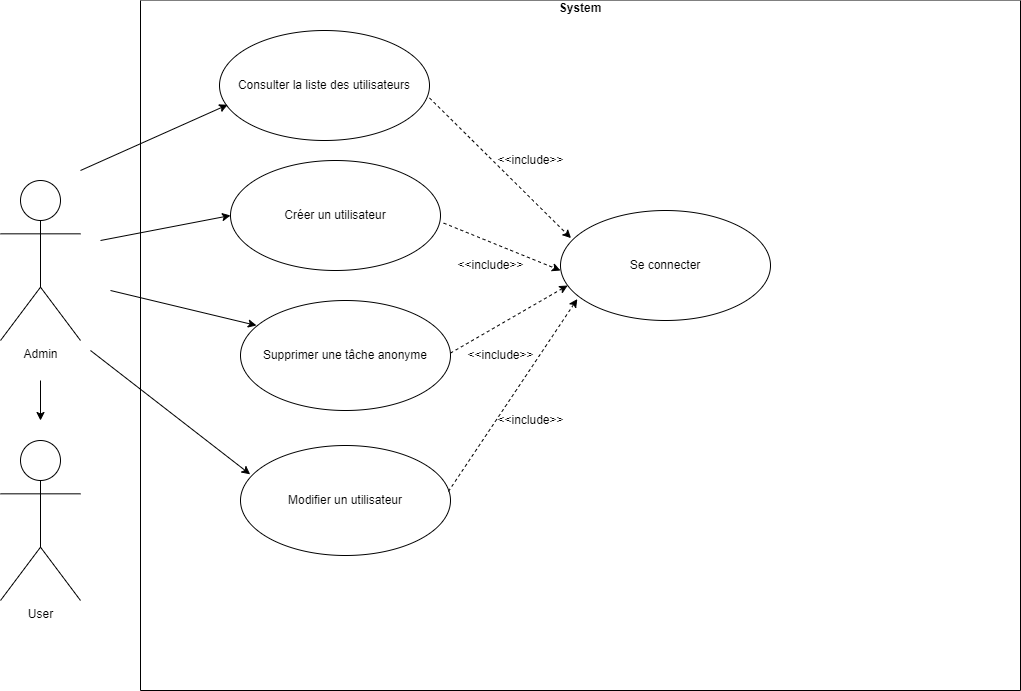 System
Consulter la liste des utilisateurs
<<include>>
Créer un utilisateur
<<include>>
Se connecter
Admin
Supprimer une tâche anonyme
<<include>>
<<include>>
Modifier un utilisateur
User